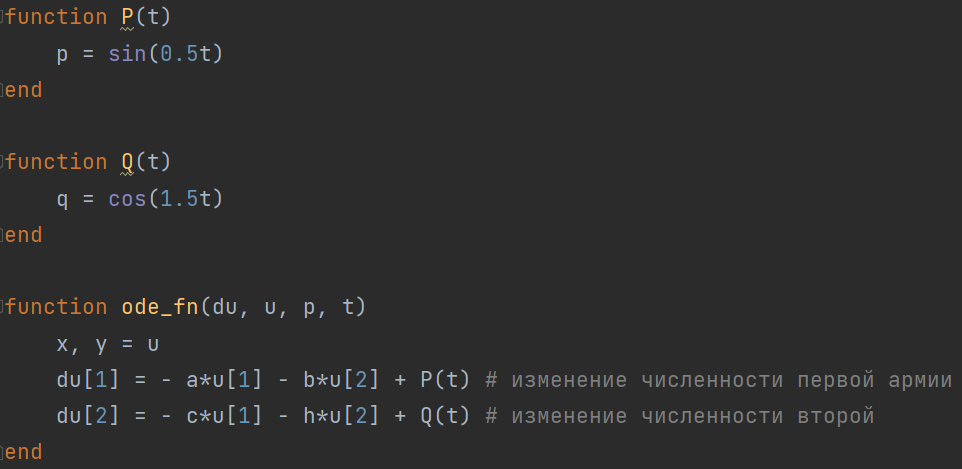 function P(t)
    p = sin(0.5t)
end
function Q(t)
    q = cos(1.5t)
end
function ode_fn(du, u, p, t)
    x, y = u
    du[1] = - a*u[1] - b*u[2] + P(t) # изменение численности первой армии
    du[2] = - c*u[1] - h*u[2] + Q(t) # изменение численности второй
end